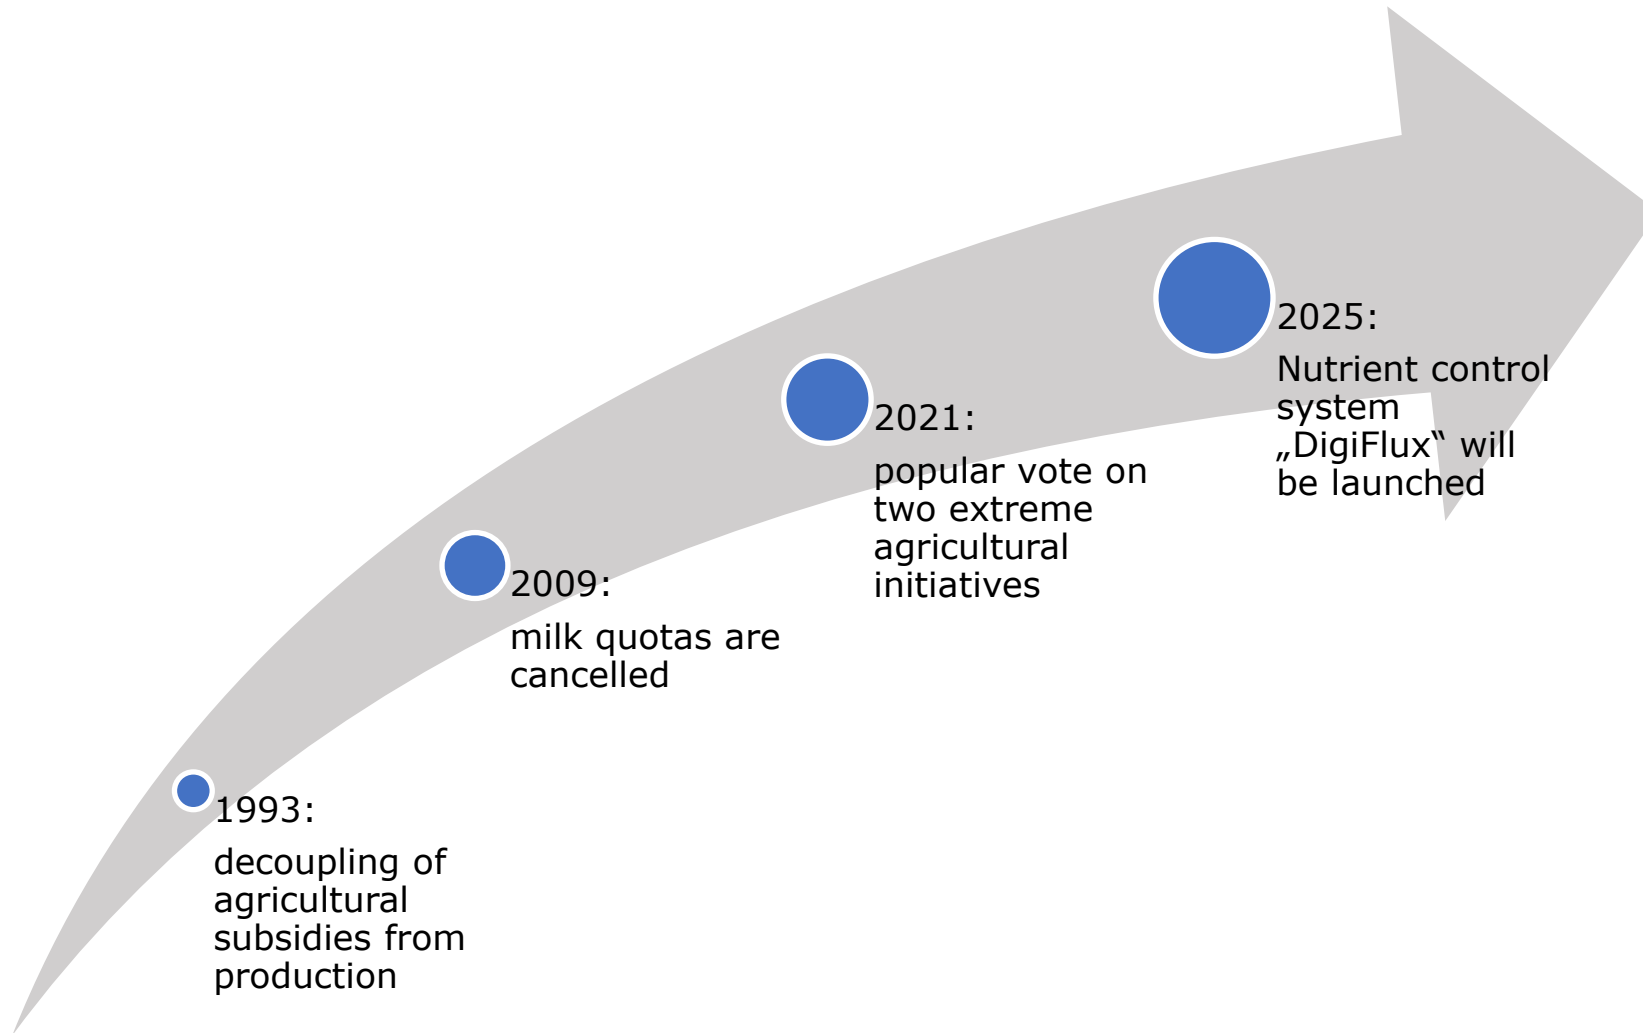 1993:
decoupling of
agricultural
subsidies from
production
2009:
milk quotas are
cancelled
2021:
popular vote on
two extreme
agricultural
initiatives
2025:
Nutrient control
system
„DigiFlux“ will
be launched